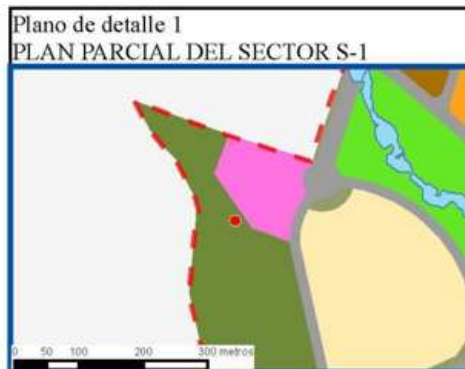 Plano de detalle 1
PLAN PARCIAL DEL SECTOR S-1
0 50 100 200 300 metros